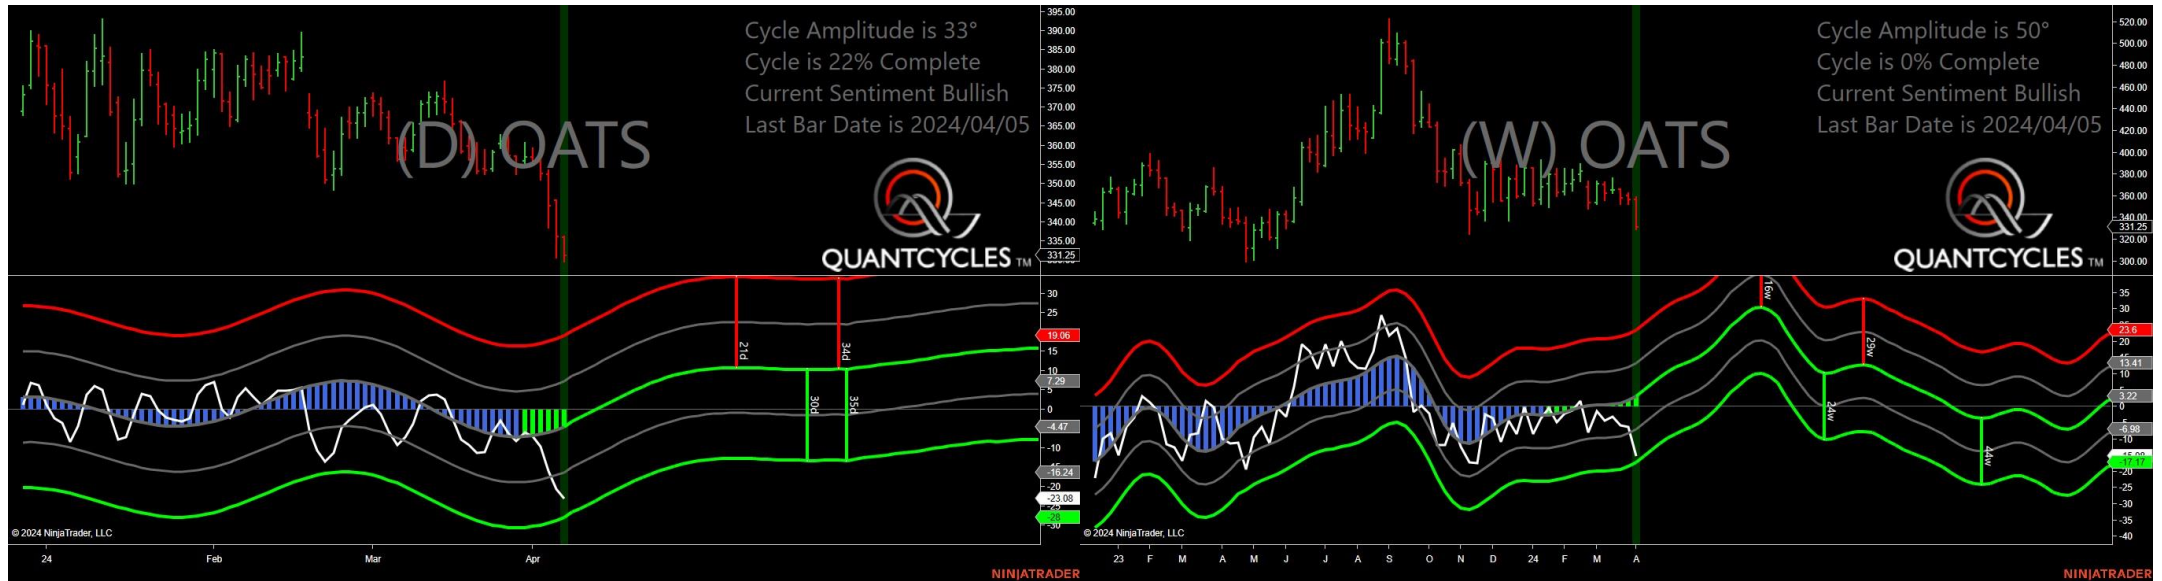 Cycle Amplitude is 33°
Cycle is 22% Complete
Current Sentiment Bullish
Last Bar Date is 2024/04/05
(D) OATS
QUANTCYCLES TM
395.00
390.00
385.00
380.00
375.00
370.00
365.00
360.00
355.00
350.00
345.00
340.00
335.00
331.25
21d
34d
30d
35d
30
25
19.06
15
10
7.29
0
-4.47
-10
-16.24
-20
-23.08
-25
-28
-30
© 2024 NinjaTrader, LLC
24 Feb Mar Apr
NINJATRADER
Cycle Amplitude is 50°
Cycle is 0% Complete
Current Sentiment Bullish
Last Bar Date is 2024/04/05
(W) OATS
QUANTCYCLES TM
520.00
500.00
480.00
460.00
440.00
420.00
400.00
380.00
360.00
340.00
331.25
320.00
300.00
16w
29w
24w
44w
35
30
25
23.6
20
15
13.41
10
3.22
0
-6.98
-10
-17.17
-20
-25
-30
-35
-40
© 2024 NinjaTrader, LLC
23 F M A M J J A S O N D 24 F M A
NINJATRADER